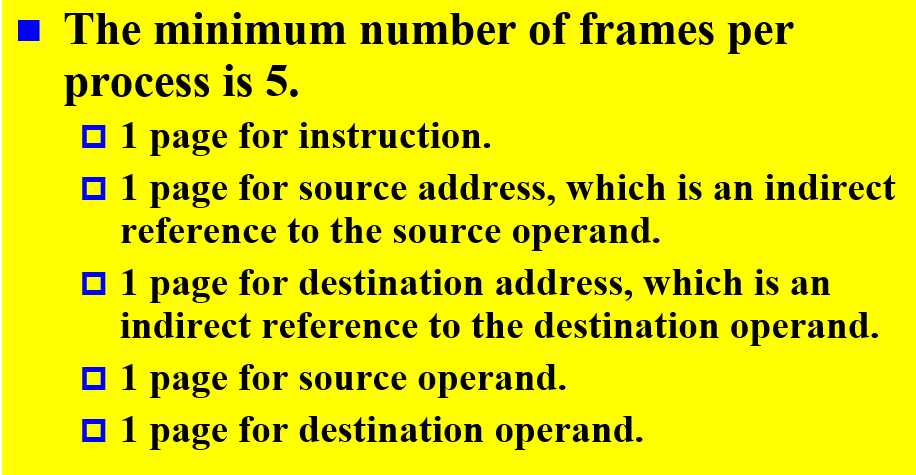 The minimum number of frames per
process is 5.
1 page for instruction.
1 page for source address, which is an indirect
reference to the source operand.
1 page for destination address, which is an
indirect reference to the destination operand.
1 page for source operand.
1 page for destination operand.